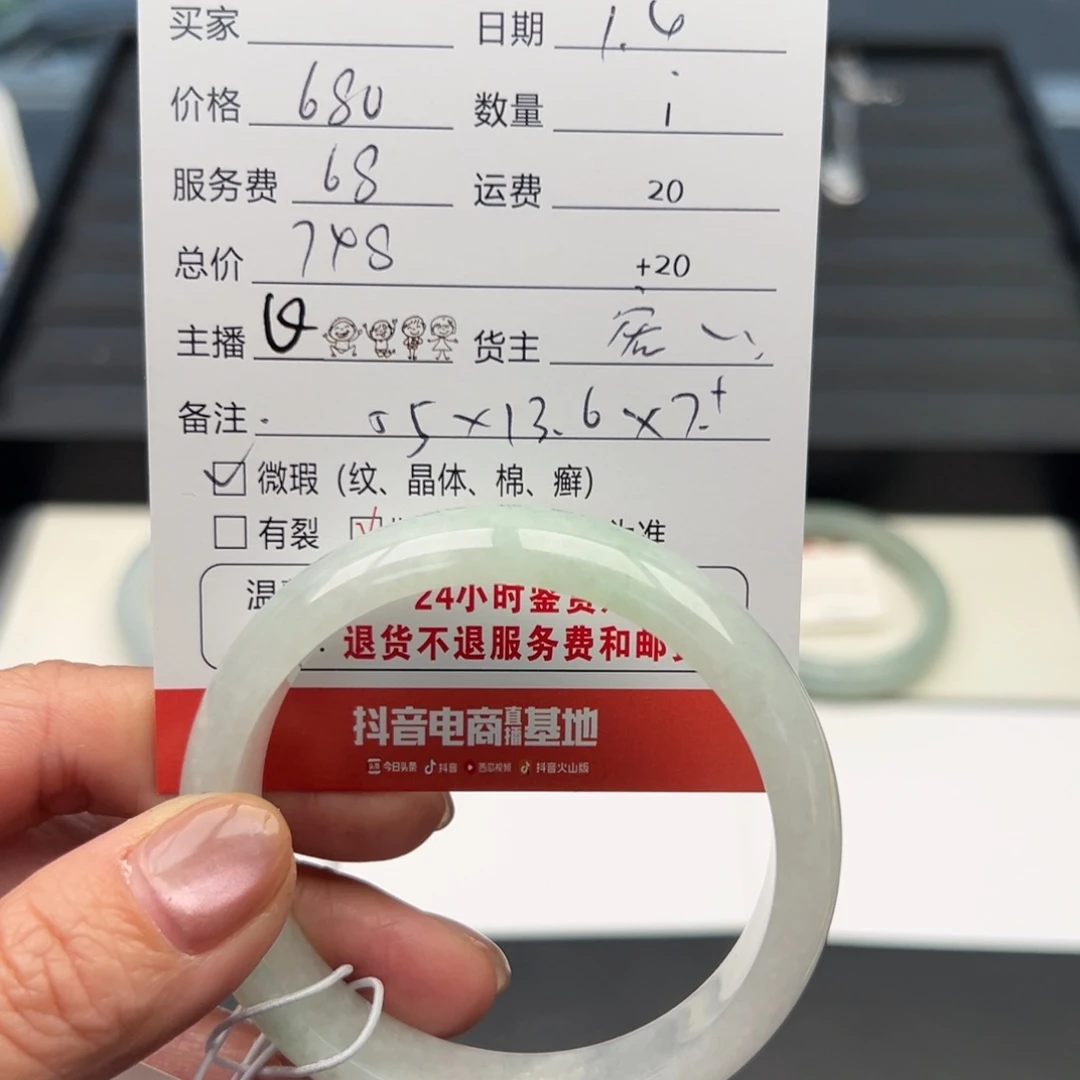 买家 日期 1.6
价格 680 数量 1
服务费 68 运费 20
总价 748 +20
主播 货主
备注 55×13.6×7.+
微瑕 (纹、晶体、棉、癣)
有裂 为准
24小时鉴赏
退货不退服务费和邮
抖音电商直播基地
今日头条 抖音 西瓜视频 抖音火山版